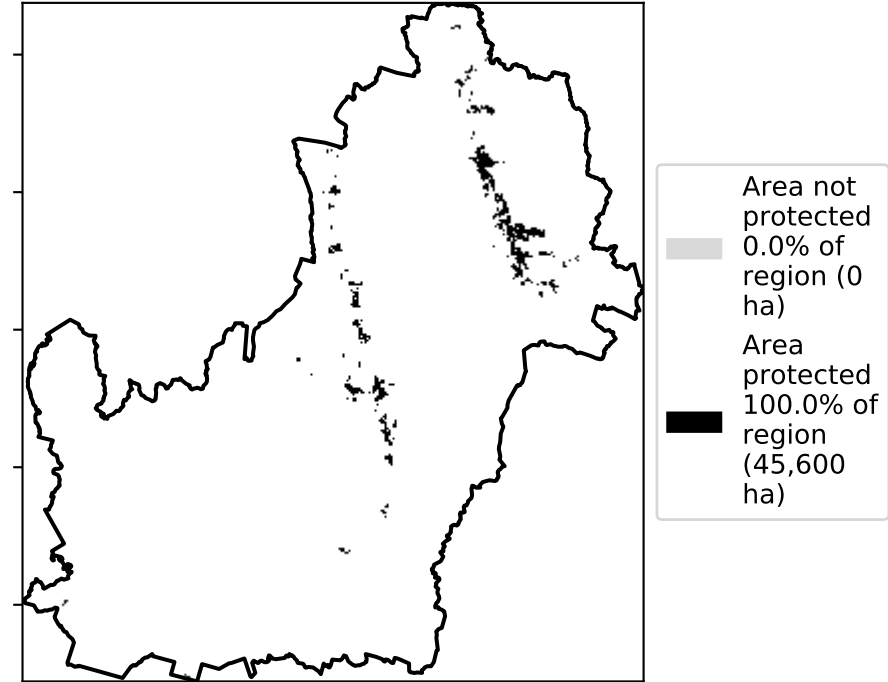 Area not
protected
0.0% of
region (0
ha)
Area
protected
100.0% of
region
(45,600
ha)